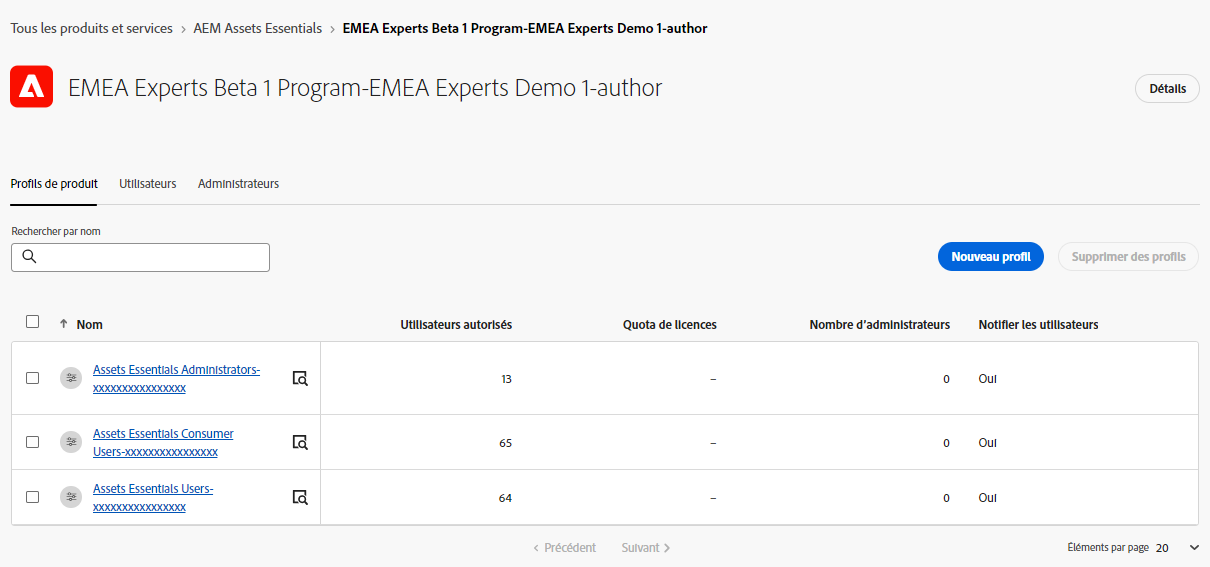 Tous les produits et services › AEM Assets Essentials › EMEA Experts Beta 1 Program-EMEA Experts Demo 1-author
EMEA Experts Beta 1 Program-EMEA Experts Demo 1-author
Détails
Profils de produit Utilisateurs Administrateurs
Rechercher par nom
Nouveau profil Supprimer des profils
↑ Nom Utilisateurs autorisés Quota de licences Nombre d'administrateurs Notifier les utilisateurs
Assets Essentials Administrators-
xxxxxxxxxxxxxxxx
13 – 0 Oui
Assets Essentials Consumer
Users-xxxxxxxxxxxxxxxx
65 – 0 Oui
Assets Essentials Users-
xxxxxxxxxxxxxxxx
64 – 0 Oui
‹ Précédent Suivant › Éléments par page 20